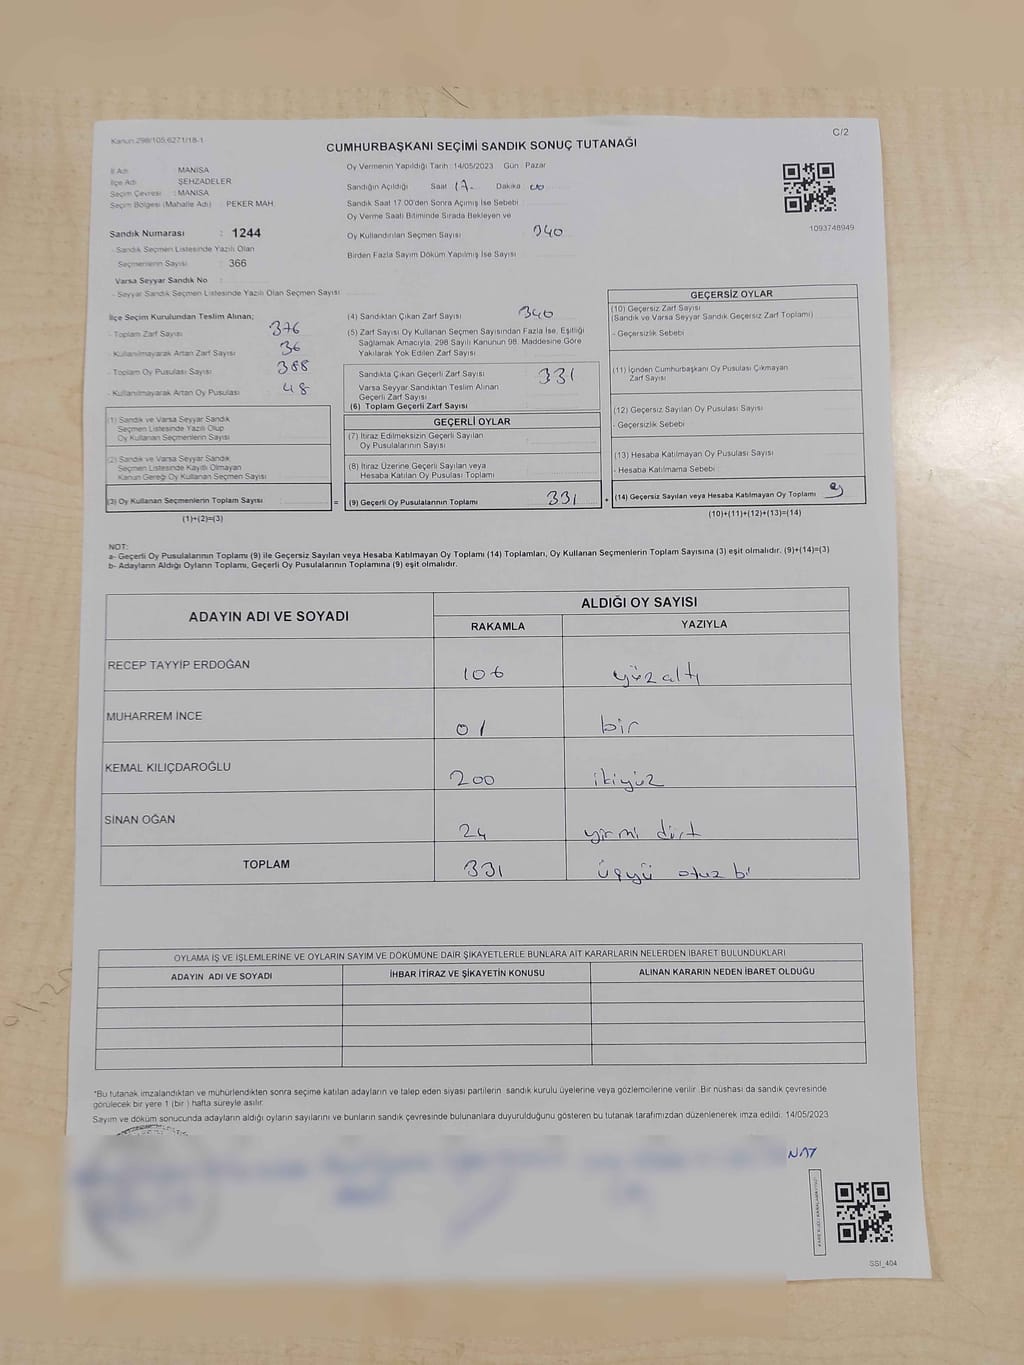 Kanun 298/105,6271/18-1
C/2
CUMHURBAŞKANI SEÇİMİ SANDIK SONUÇ TUTANAĞI
İl Adı : MANİSA
İlçe Adı : ŞEHZADELER
Seçim Çevresi : MANİSA
Seçim Bölgesi (Mahalle Adı) : PEKER MAH.
Sandık Numarası : 1244
- Sandık Seçmen Listesinde Yazılı Olan
Seçmenlerin Sayısı : 366
Varsa Seyyar Sandık No :
- Seyyar Sandık Seçmen Listesinde Yazılı Olan Seçmen Sayısı
Oy Vermenin Yapıldığı Tarih : 14/05/2023 Gün : Pazar
Sandığın Açıldığı Saat 17 Dakika 00
Sandık Saat 17.00'den Sonra Açımış İse Sebebi :
Oy Verme Saati Bitiminde Sırada Bekleyen ve
Oy Kullandırılan Seçmen Sayısı : 340
Birden Fazla Sayım Döküm Yapılmış İse Sayısı :
1093748949
İlçe Seçim Kurulundan Teslim Alınan;
- Toplam Zarf Sayısı 376
- Kullanılmayarak Artan Zarf Sayısı 36
- Toplam Oy Pusulası Sayısı 388
- Kullanılmayarak Artan Oy Pusulası 48
(1) Sandık ve Varsa Seyyar Sandık
Seçmen Listesinde Yazılı Olup
Oy Kullanan Seçmenlerin Sayısı
(2) Sandık ve Varsa Seyyar Sandık
Seçmen Listesinde Kayıtlı Olmayan
Kanun Gereği Oy Kullanan Seçmen Sayısı
(3) Oy Kullanan Seçmenlerin Toplam Sayısı =
(1)+(2)=(3)
(4) Sandıktan Çıkan Zarf Sayısı 340
(5) Zarf Sayısı Oy Kullanan Seçmen Sayısından Fazla İse, Eşitliği
Sağlamak Amacıyla, 298 Sayılı Kanunun 98. Maddesine Göre
Yakılarak Yok Edilen Zarf Sayısı
Sandıkta Çıkan Geçerli Zarf Sayısı 331
Varsa Seyyar Sandıktan Teslim Alınan
Geçerli Zarf Sayısı
(6) Toplam Geçerli Zarf Sayısı
GEÇERLİ OYLAR
(7) İtiraz Edilmeksizin Geçerli Sayılan
Oy Pusulalarının Sayısı
(8) İtiraz Üzerine Geçerli Sayılan veya
Hesaba Katılan Oy Pusulası Toplamı
(9) Geçerli Oy Pusulalarının Toplamı 331 +
GEÇERSİZ OYLAR
(10) Geçersiz Zarf Sayısı
(Sandık ve Varsa Seyyar Sandık Geçersiz Zarf Toplamı)
- Geçersizlik Sebebi
(11) İçinden Cumhurbaşkanı Oy Pusulası Çıkmayan
Zarf Sayısı
(12) Geçersiz Sayılan Oy Pusulası Sayısı
- Geçersizlik Sebebi
(13) Hesaba Katılmayan Oy Pusulası Sayısı
- Hesaba Katılmama Sebebi
(14) Geçersiz Sayılan veya Hesaba Katılmayan Oy Toplamı 9
(10)+(11)+(12)+(13)=(14)
NOT:
a- Geçerli Oy Pusulalarının Toplamı (9) ile Geçersiz Sayılan veya Hesaba Katılmayan Oy Toplamı (14) Toplamları, Oy Kullanan Seçmenlerin Toplam Sayısına (3) eşit olmalıdır. (9)+(14)=(3)
b- Adayların Aldığı Oyların Toplamı, Geçerli Oy Pusulalarının Toplamına (9) eşit olmalıdır.
ADAYIN ADI VE SOYADI ALDIĞI OY SAYISI
RAKAMLA YAZIYLA
RECEP TAYYİP ERDOĞAN 106 yüzaltı
MUHARREM İNCE 01 bir
KEMAL KILIÇDAROĞLU 200 ikiyüz
SİNAN OĞAN 24 yirmi dört
TOPLAM 331 üçyü otuz bi
OYLAMA İŞ VE İŞLEMLERİNE VE OYLARIN SAYIM VE DÖKÜMÜNE DAİR ŞİKAYETLERLE BUNLARA AİT KARARLARIN NELERDEN İBARET BULUNDUKLARI
ADAYIN ADI VE SOYADI İHBAR İTİRAZ VE ŞİKAYETİN KONUSU ALINAN KARARIN NEDEN İBARET OLDUĞU
*Bu tutanak imzalandıktan ve mühürlendikten sonra seçime katılan adayların ve talep eden siyasi partilerin sandık kurulu üyelerine veya gözlemcilerine verilir. Bir nüshası da sandık çevresinde
görülecek bir yere 1 (bir) hafta süreyle asılır.
Sayım ve döküm sonucunda adayların aldığı oyların sayılarını ve bunların sandık çevresinde bulunanlara duyurulduğunu gösteren bu tutanak tarafımızdan düzenlenerek imza edildi. 14/05/2023
SSI_404